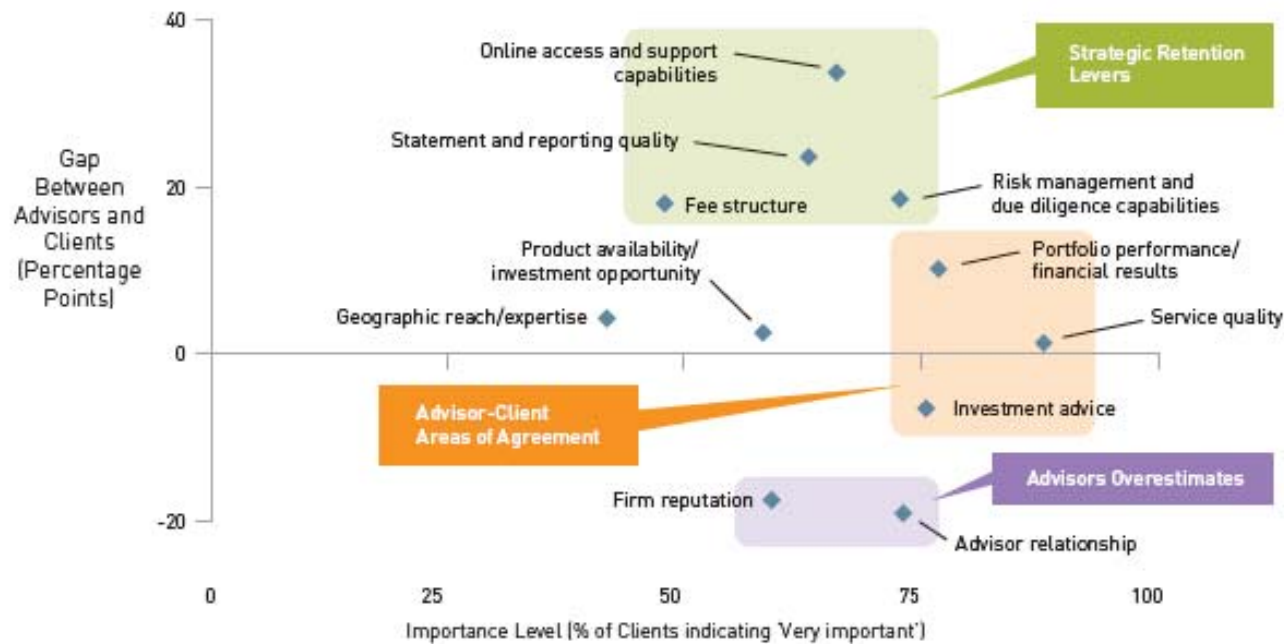 40
Online access and support
capabilities
Strategic Retention
Levers
Statement and reporting quality
Gap
Between
Advisors and
Clients
(Percentage
Points)
20
Fee structure
Risk management and
due diligence capabilities
Product availability/
investment opportunity
Portfolio performance/
financial results
Geographic reach/expertise
Service quality
0
Advisor-Client
Areas of Agreement
Investment advice
Advisors Overestimates
Firm reputation
-20
Advisor relationship
0 25 50 75 100
Importance Level (% of Clients indicating 'Very important')